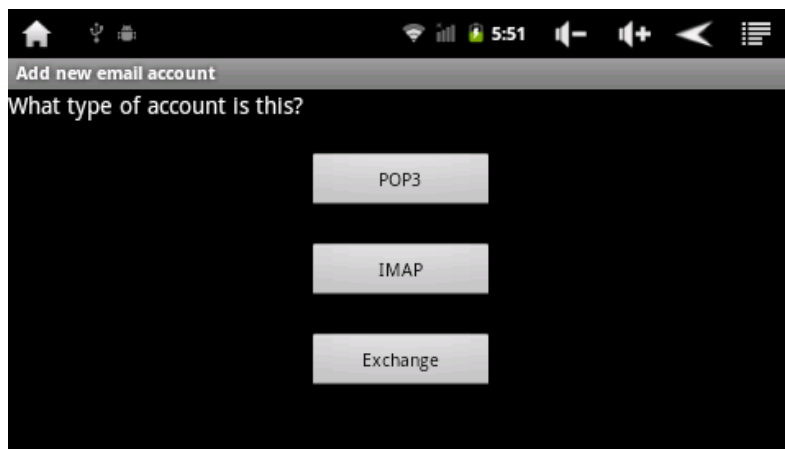 5:51
Add new email account
What type of account is this?
POP3
IMAP
Exchange